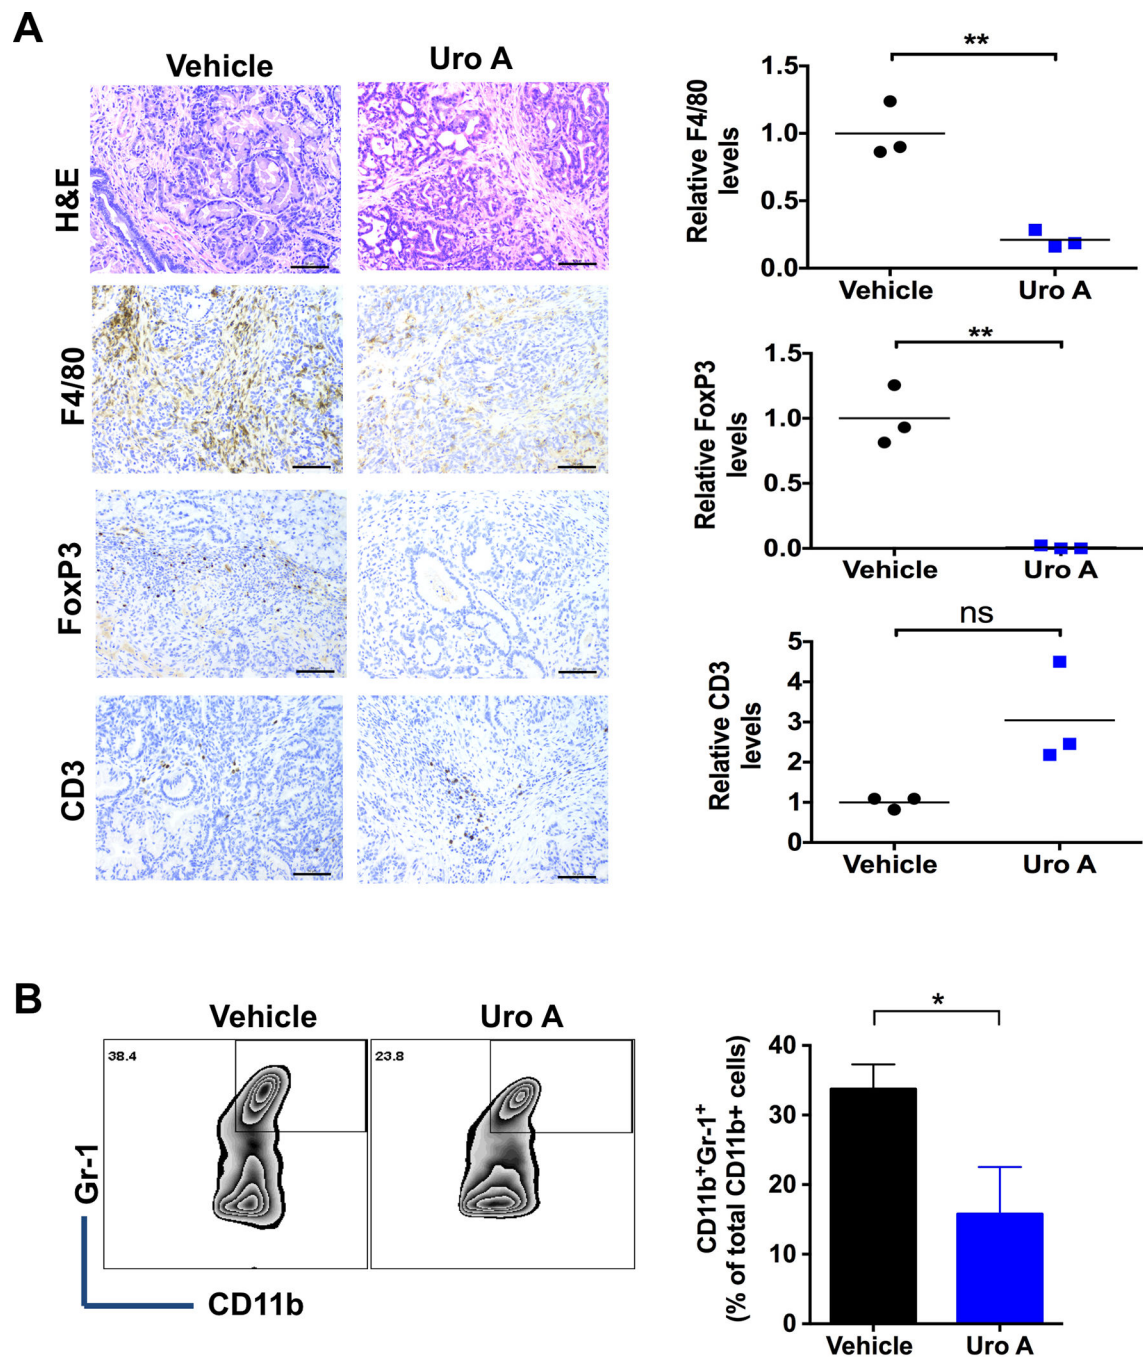 A
Vehicle
Uro A
H&E
F4/80
FoxP3
CD3
**
Relative F4/80
levels
1.5
1.0
0.5
0.0
Vehicle
Uro A
**
Relative FoxP3
levels
1.5
1.0
0.5
0.0
Vehicle
Uro A
ns
Relative CD3
levels
5
4
3
2
1
0
Vehicle
Uro A
B
Vehicle
Uro A
38.4
23.8
Gr-1
CD11b
*
CD11b+Gr-1+
(% of total CD11b+ cells)
40
30
20
10
0
Vehicle
Uro A